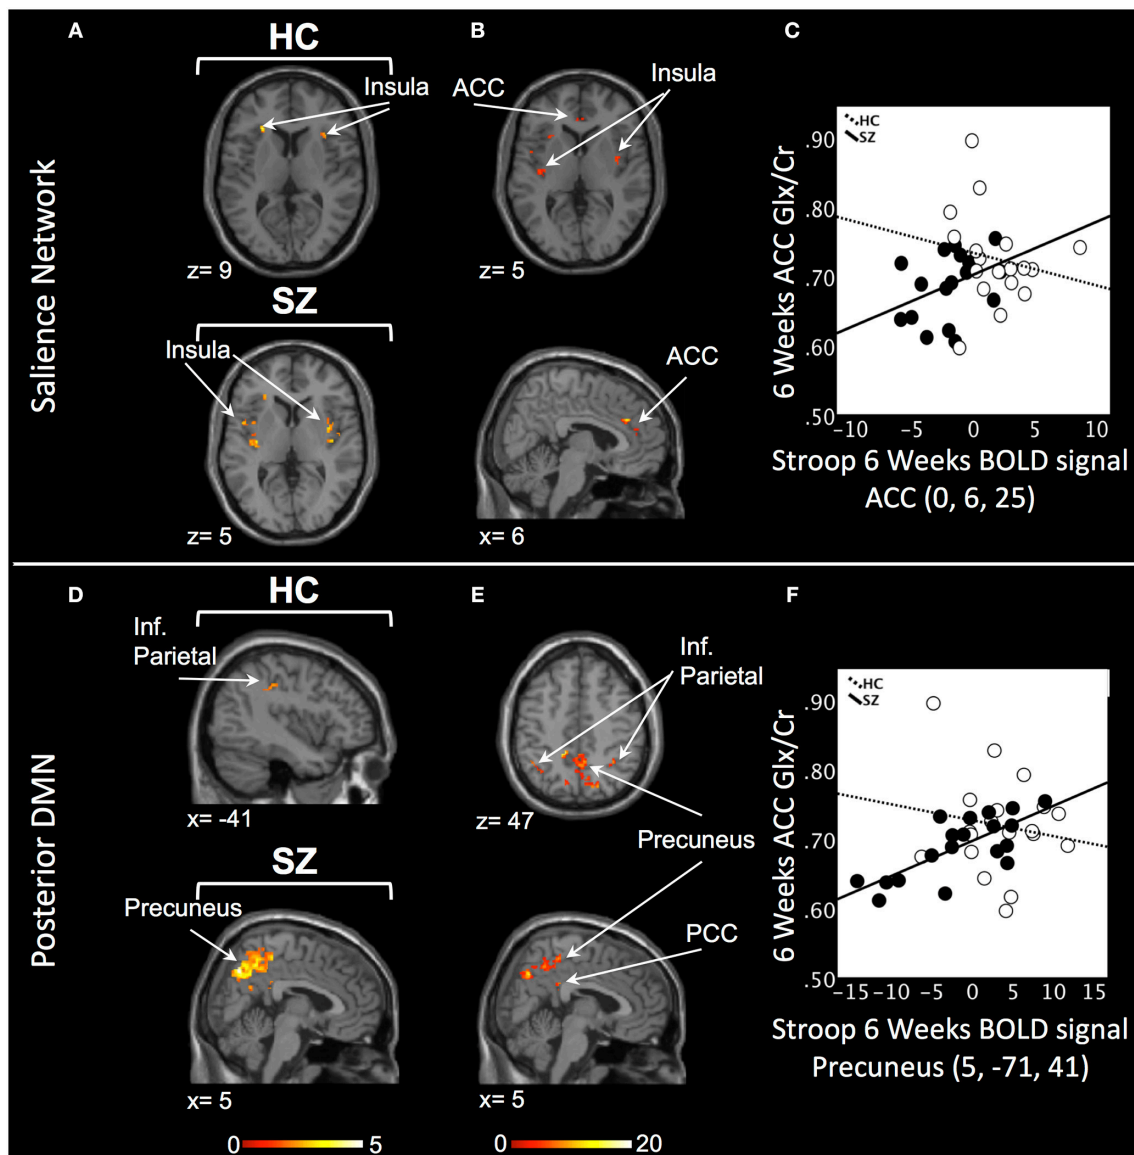 A
HC
Insula
z= 9
SZ
Insula
z= 5
B
ACC
Insula
z= 5
ACC
x= 6
C
HC
SZ
.90
.80
.70
.60
.50
−10 −5 0 5 10
6 Weeks ACC Glx/Cr
Stroop 6 Weeks BOLD signal
ACC (0, 6, 25)
Salience Network
D
HC
Inf.
Parietal
x= -41
SZ
Precuneus
x= 5
0 5
E
Inf.
Parietal
z= 47
Precuneus
PCC
x= 5
0 20
F
HC
SZ
.90
.80
.70
.60
.50
−15 −10 −5 0 5 10 15
6 Weeks ACC Glx/Cr
Stroop 6 Weeks BOLD signal
Precuneus (5, -71, 41)
Posterior DMN